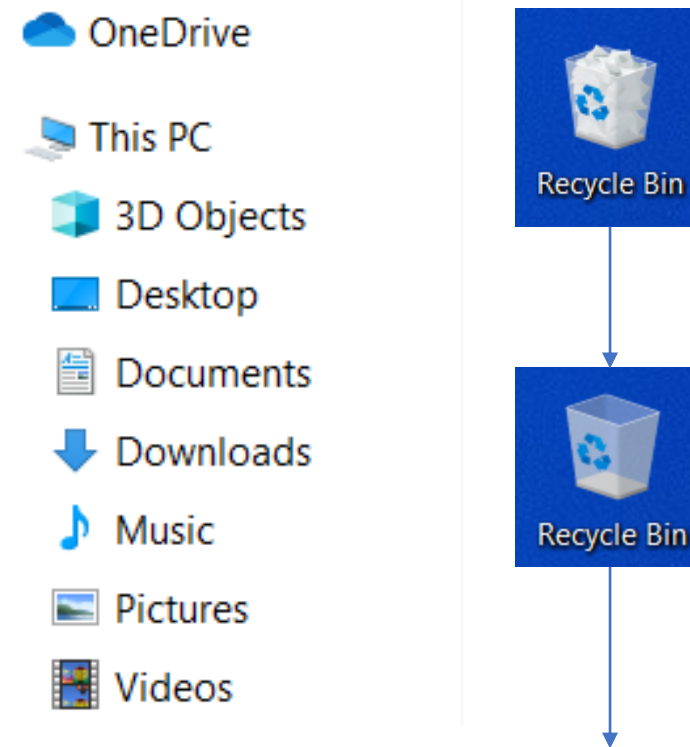 OneDrive
This PC
3D Objects
Desktop
Documents
Downloads
Music
Pictures
Videos
Recycle Bin
Recycle Bin